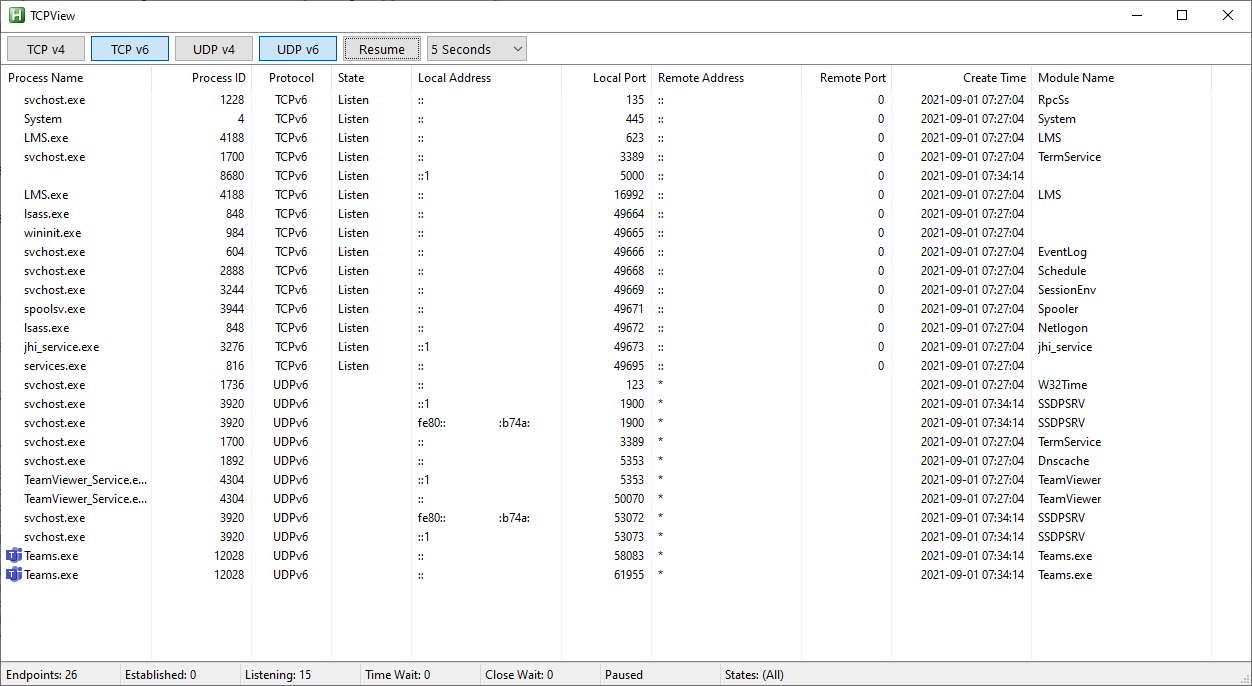 TCPView
TCP v4 TCP v6 UDP v4 UDP v6 Resume 5 Seconds
Process Name Process ID Protocol State Local Address Local Port Remote Address Remote Port Create Time Module Name
svchost.exe 1228 TCPv6 Listen :: 135 :: 0 2021-09-01 07:27:04 RpcSs
System 4 TCPv6 Listen :: 445 :: 0 2021-09-01 07:27:04 System
LMS.exe 4188 TCPv6 Listen :: 623 :: 0 2021-09-01 07:27:04 LMS
svchost.exe 1700 TCPv6 Listen :: 3389 :: 0 2021-09-01 07:27:04 TermService
8680 TCPv6 Listen ::1 5000 :: 0 2021-09-01 07:34:14
LMS.exe 4188 TCPv6 Listen :: 16992 :: 0 2021-09-01 07:27:04 LMS
lsass.exe 848 TCPv6 Listen :: 49664 :: 0 2021-09-01 07:27:04
wininit.exe 984 TCPv6 Listen :: 49665 :: 0 2021-09-01 07:27:04
svchost.exe 604 TCPv6 Listen :: 49666 :: 0 2021-09-01 07:27:04 EventLog
svchost.exe 2888 TCPv6 Listen :: 49668 :: 0 2021-09-01 07:27:04 Schedule
svchost.exe 3244 TCPv6 Listen :: 49669 :: 0 2021-09-01 07:27:04 SessionEnv
spoolsv.exe 3944 TCPv6 Listen :: 49671 :: 0 2021-09-01 07:27:04 Spooler
lsass.exe 848 TCPv6 Listen :: 49672 :: 0 2021-09-01 07:27:04 Netlogon
jhi_service.exe 3276 TCPv6 Listen ::1 49673 :: 0 2021-09-01 07:27:04 jhi_service
services.exe 816 TCPv6 Listen :: 49695 :: 0 2021-09-01 07:27:04
svchost.exe 1736 UDPv6 :: 123 * 2021-09-01 07:27:04 W32Time
svchost.exe 3920 UDPv6 ::1 1900 * 2021-09-01 07:34:14 SSDPSRV
svchost.exe 3920 UDPv6 fe80:: :b74a: 1900 * 2021-09-01 07:34:14 SSDPSRV
svchost.exe 1700 UDPv6 :: 3389 * 2021-09-01 07:27:04 TermService
svchost.exe 1892 UDPv6 :: 5353 * 2021-09-01 07:27:04 Dnscache
TeamViewer_Service.e... 4304 UDPv6 ::1 5353 * 2021-09-01 07:27:04 TeamViewer
TeamViewer_Service.e... 4304 UDPv6 :: 50070 * 2021-09-01 07:27:04 TeamViewer
svchost.exe 3920 UDPv6 fe80:: :b74a: 53072 * 2021-09-01 07:34:14 SSDPSRV
svchost.exe 3920 UDPv6 ::1 53073 * 2021-09-01 07:34:14 SSDPSRV
Teams.exe 12028 UDPv6 :: 58083 * 2021-09-01 07:34:14 Teams.exe
Teams.exe 12028 UDPv6 :: 61955 * 2021-09-01 07:34:14 Teams.exe
Endpoints: 26 Established: 0 Listening: 15 Time Wait: 0 Close Wait: 0 Paused States: (All)